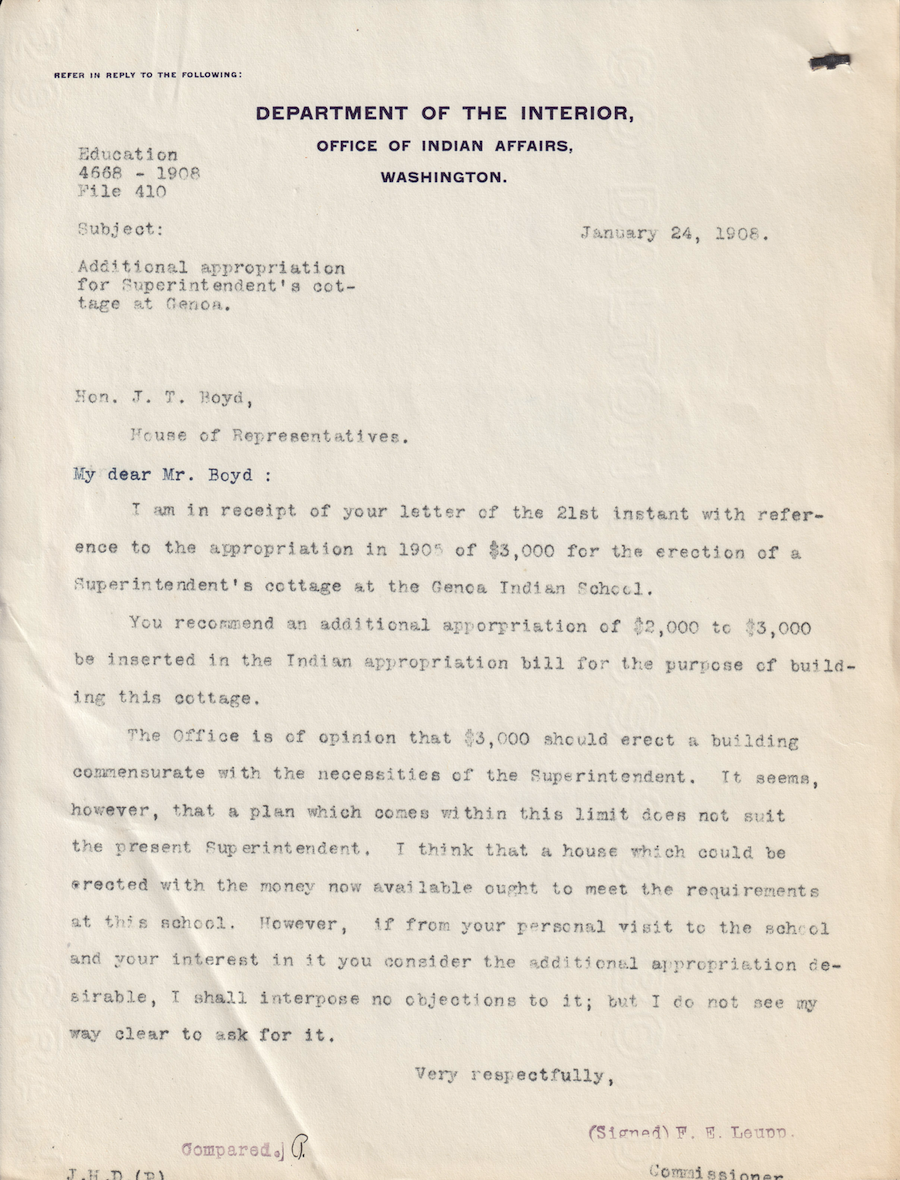 REFER IN REPLY TO THE FOLLOWING:
DEPARTMENT OF THE INTERIOR,
OFFICE OF INDIAN AFFAIRS,
WASHINGTON.
Education
4668 - 1908
File 410
Subject:
January 24, 1908.
Additional appropriation
for Superintendent's cot-
tage at Genoa.
Hon. J. T. Boyd,
House of Representatives.
My dear Mr. Boyd :
I am in receipt of your letter of the 21st instant with refer-
ence to the appropriation in 1905 of $3,000 for the erection of a
Superintendent's cottage at the Genoa Indian School.
You recommend an additional apporpriation of $2,000 to $3,000
be inserted in the Indian appropriation bill for the purpose of build-
ing this cottage.
The Office is of opinion that $3,000 should erect a building
commensurate with the necessities of the Superintendent. It seems,
however, that a plan which comes within this limit does not suit
the present Superintendent. I think that a house which could be
erected with the money now available ought to meet the requirements
at this school. However, if from your personal visit to the school
and your interest in it you consider the additional appropriation de-
sirable, I shall interpose no objections to it; but I do not see my
way clear to ask for it.
Very respectfully,
(Signed) F. E. Leupp.
Compared.
J.H.D (P)
Commissioner